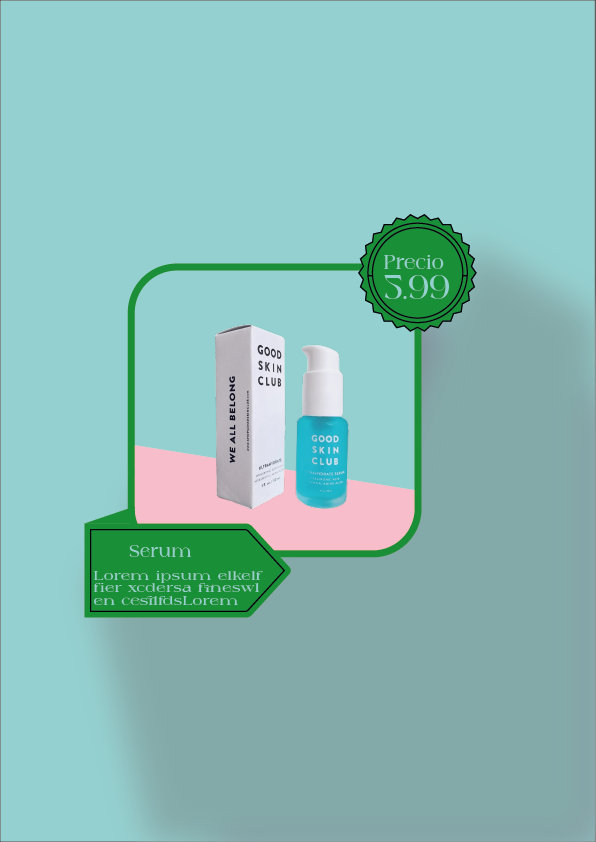 Precio
5.99
GOOD
SKIN
CLUB
WE ALL BELONG
GOOD
SKIN
CLUB
Serum
Lorem ipsum elkelf
fier xcdersa fineswl
en cesilfdsLorem